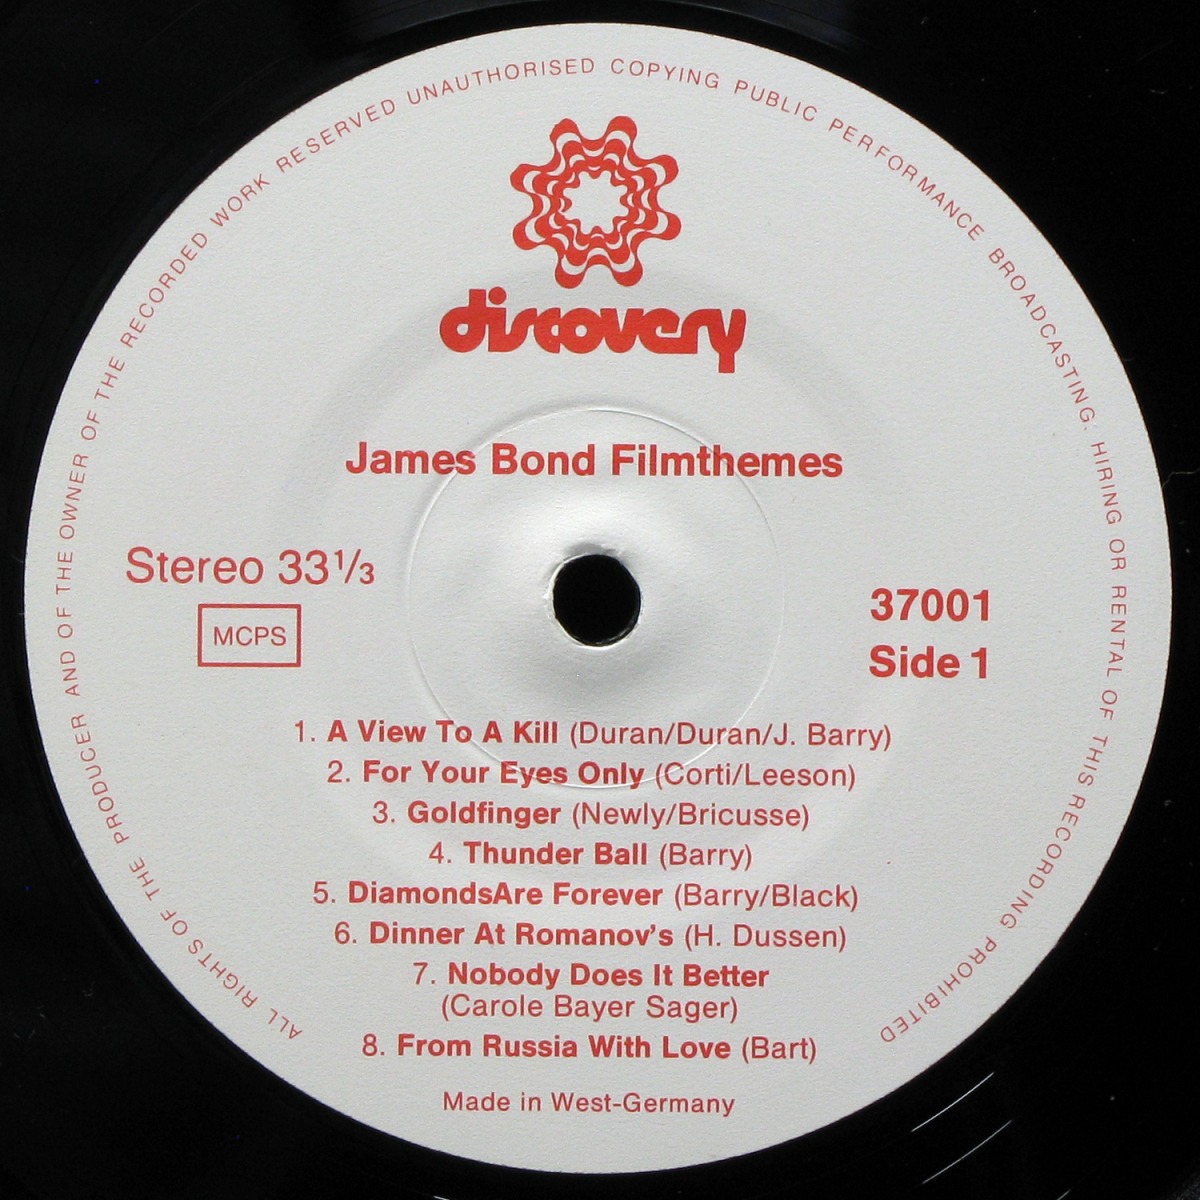 ALL RIGHTS OF THE PRODUCER AND OF THE OWNER OF THE RECORDED WORK RESERVED UNAUTHORISED COPYING PUBLIC PERFORMANCE BROADCASTING. HIRING OR RENTAL OF THIS RECORDING PROHIBITED
discovery
James Bond Filmthemes
Stereo 33⅓
MCPS
37001
Side 1
1. A View To A Kill (Duran/Duran/J. Barry)
2. For Your Eyes Only (Corti/Leeson)
3. Goldfinger (Newly/Bricusse)
4. Thunder Ball (Barry)
5. DiamondsAre Forever (Barry/Black)
6. Dinner At Romanov's (H. Dussen)
7. Nobody Does It Better
(Carole Bayer Sager)
8. From Russia With Love (Bart)
Made in West-Germany